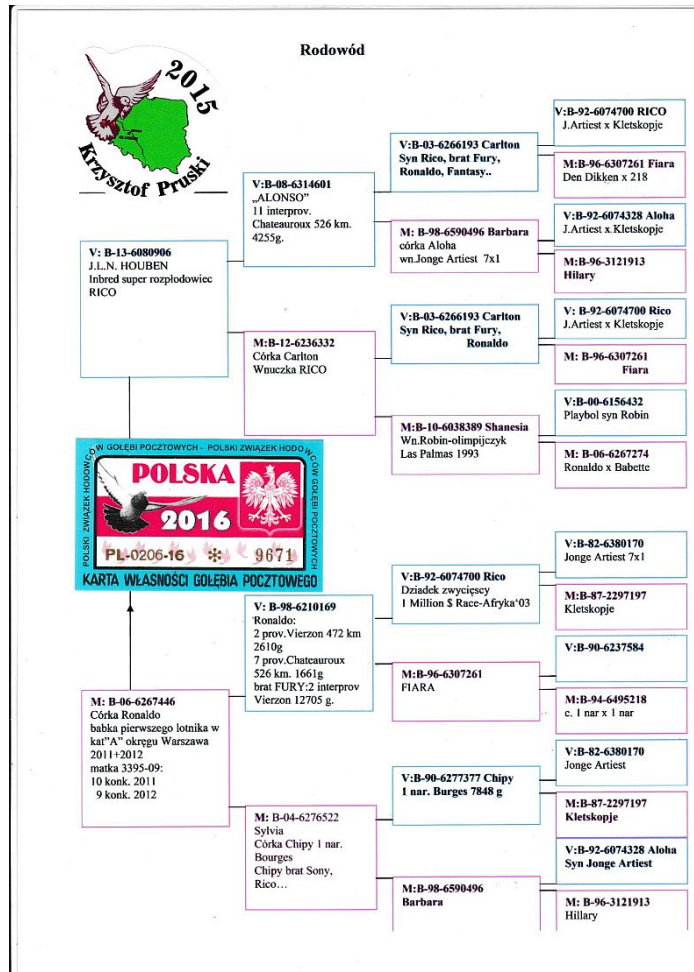 Rodowód
2015
Krzysztof Pruski
V: B-13-6080906
J.L.N. HOUBEN
Inbred super rozpłodowiec
RICO
V:B-08-6314601
„ALONSO”
11 interprov.
Chateauroux 526 km.
4255g.
M:B-12-6236332
Córka Carlton
Wnuczka RICO
V:B-03-6266193 Carlton
Syn Rico, brat Fury,
Ronaldo, Fantasy..
M: B-98-6590496 Barbara
córka Aloha
wn.Jonge Artiest 7x1
V:B-03-6266193 Carlton
Syn Rico, brat Fury,
Ronaldo
M:B-10-6038389 Shanesia
Wn.Robin-olimpijczyk
Las Palmas 1993
V:B-92-6074700 RICO
J.Artiest x Kletskopje
M:B-96-6307261 Fiara
Den Dikken x 218
V:B-92-6074328 Aloha
J.Artiest x.Kletskopje
M:B-96-3121913
Hilary
V: B-92-6074700 Rico
J.Artiest x Kletskopje
M: B-96-6307261
Fiara
V:B-00-6156432
Playbol syn Robin
M: B-06-6267274
Ronaldo x Babette
POLSKI ZWIĄZEK HODOWCÓW GOŁĘBI POCZTOWYCH - POLSKI ZWIĄZEK HODOWCÓW GOŁĘBI POCZTOWYCH
POLSKA
2016
PL-0206-16 * 9671
KARTA WŁASNOŚCI GOŁĘBIA POCZTOWEGO
M: B-06-6267446
Córka Ronaldo
babka pierwszego lotnika w
kat”A” okręgu Warszawa
2011+2012
matka 3395-09:
10 konk. 2011
9 konk. 2012
V: B-98-6210169
Ronaldo:
2 prov.Vierzon 472 km
2610g
7 prov.Chateauroux
526 km. 1661g
brat FURY:2 interprov
Vierzon 12705 g.
M: B-04-6276522
Sylvia
Córka Chipy 1 nar.
Bourges
Chipy brat Sony,
Rico…
V:B-92-6074700 Rico
Dziadek zwycięscy
1 Million $ Race-Afryka‘03
M:B-96-6307261
FIARA
V:B-90-6277377 Chipy
1 nar. Burges 7848 g
M:B-98-6590496
Barbara
V:B-82-6380170
Jonge Artiest 7x1
M:B-87-2297197
Kletskopje
V:B-90-6237584
M:B-94-6495218
c. 1 nar x 1 nar
V:B-82-6380170
Jonge Artiest
M:B-87-2297197
Kletskopje
V:B-92-6074328 Aloha
Syn Jonge Artiest
M: B-96-3121913
Hillary